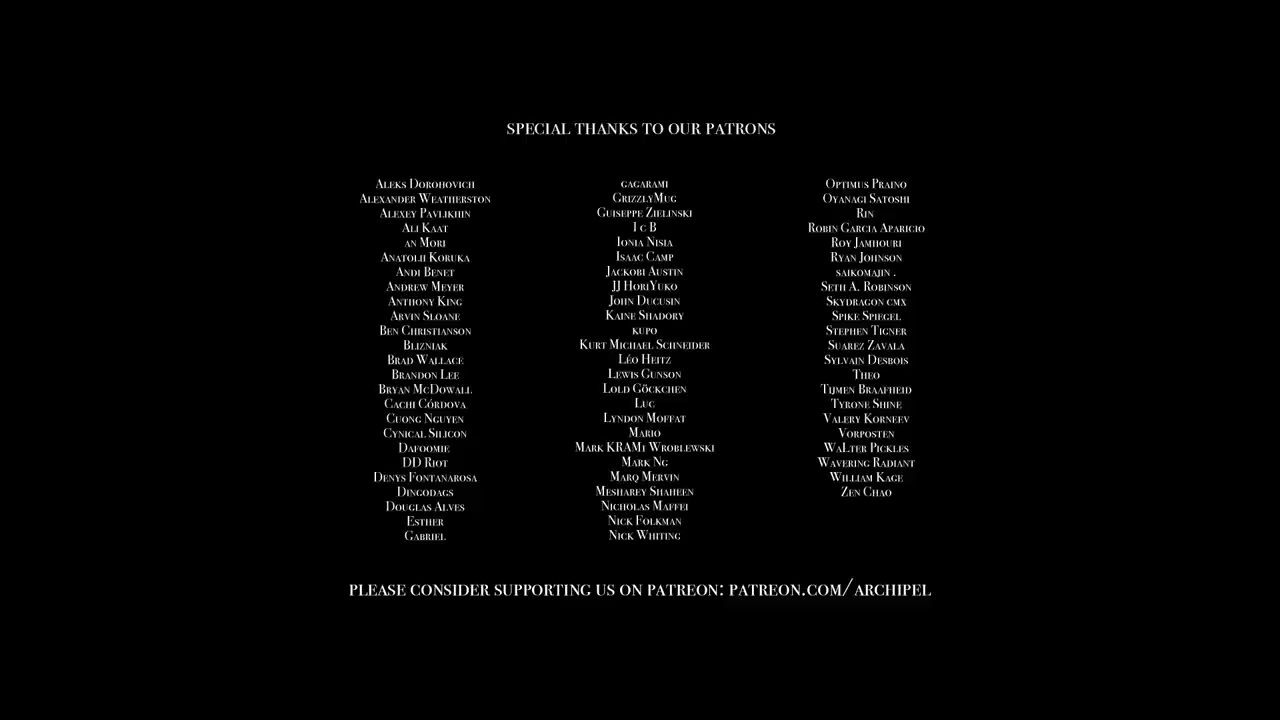 SPECIAL THANKS TO OUR PATRONS
Aleks Dorohovich
Alexander Weatherston
Alexey Pavlikhin
Ali Kaat
an Mori
Anatolii Koruka
Andi Benet
Andrew Meyer
Anthony King
Arvin Sloane
Ben Christianson
Blizniak
Brad Wallace
Brandon Lee
Bryan McDowall
Cachi Córdova
Cuong Nguyen
Cynical Silicon
Dafoomie
DD Riot
Denys Fontanarosa
Dingodags
Douglas Alves
Esther
Gabriel
gagarami
GrizzlyMug
Guiseppe Zielinski
I c B
Ionia Nisia
Isaac Camp
Jackobi Austin
JJ HoriYuko
John Ducusin
Kaine Shadory
kupo
Kurt Michael Schneider
Léo Heitz
Lewis Gunson
Lold Göckchen
Luc
Lyndon Moffat
Mario
Mark KRAM1 Wroblewski
Mark Ng
Marq Mervin
Mesharey Shaheen
Nicholas Maffei
Nick Folkman
Nick Whiting
Optimus Praino
Oyanagi Satoshi
Rin
Robin Garcia Aparicio
Roy Jamhouri
Ryan Johnson
saikomajin .
Seth A. Robinson
Skydragon cmx
Spike Spiegel
Stephen Tigner
Suarez Zavala
Sylvain Desbois
Theo
Tijmen Braafheid
Tyrone Shine
Valery Korneev
Vorposten
WaLter Pickles
Wavering Radiant
William Kage
Zen Chao
PLEASE CONSIDER SUPPORTING US ON PATREON: PATREON.COM/ARCHIPEL